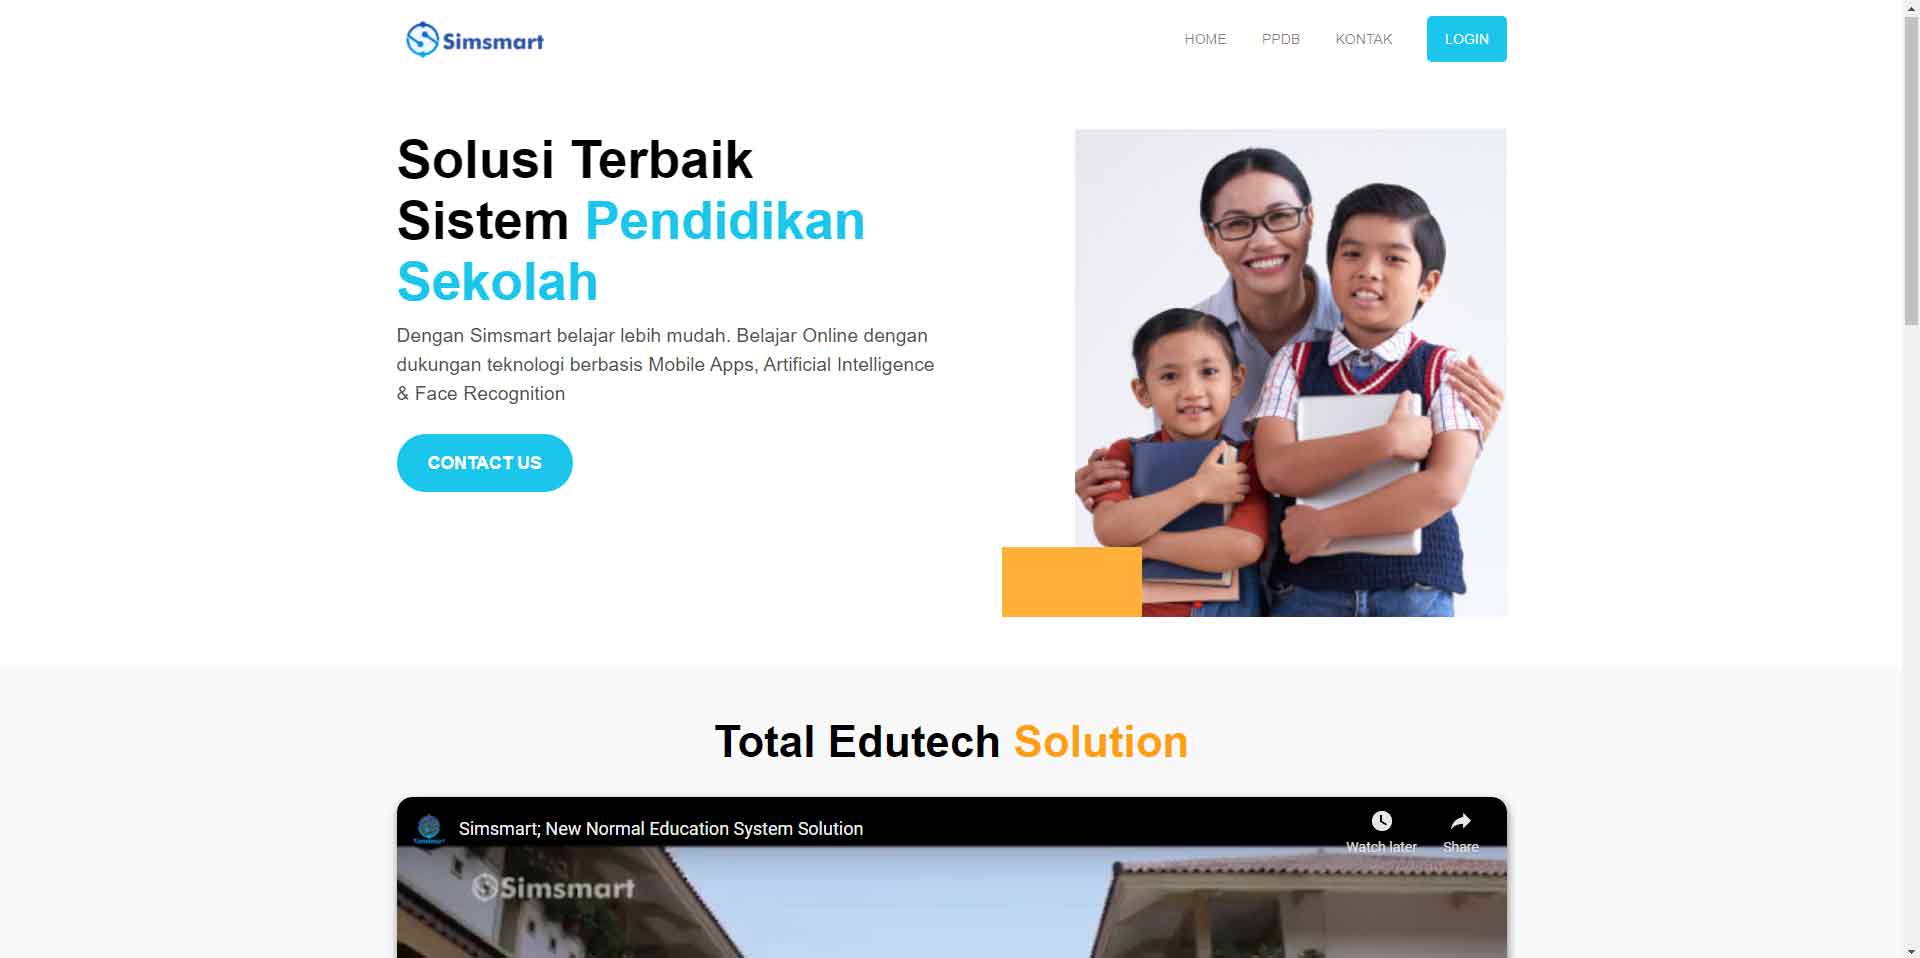 Simsmart
HOME PPDB KONTAK LOGIN
Solusi Terbaik
Sistem Pendidikan
Sekolah
Dengan Simsmart belajar lebih mudah. Belajar Online dengan
dukungan teknologi berbasis Mobile Apps, Artificial Intelligence
& Face Recognition
CONTACT US
Total Edutech Solution
Simsmart; New Normal Education System Solution
Watch later Share
Simsmart